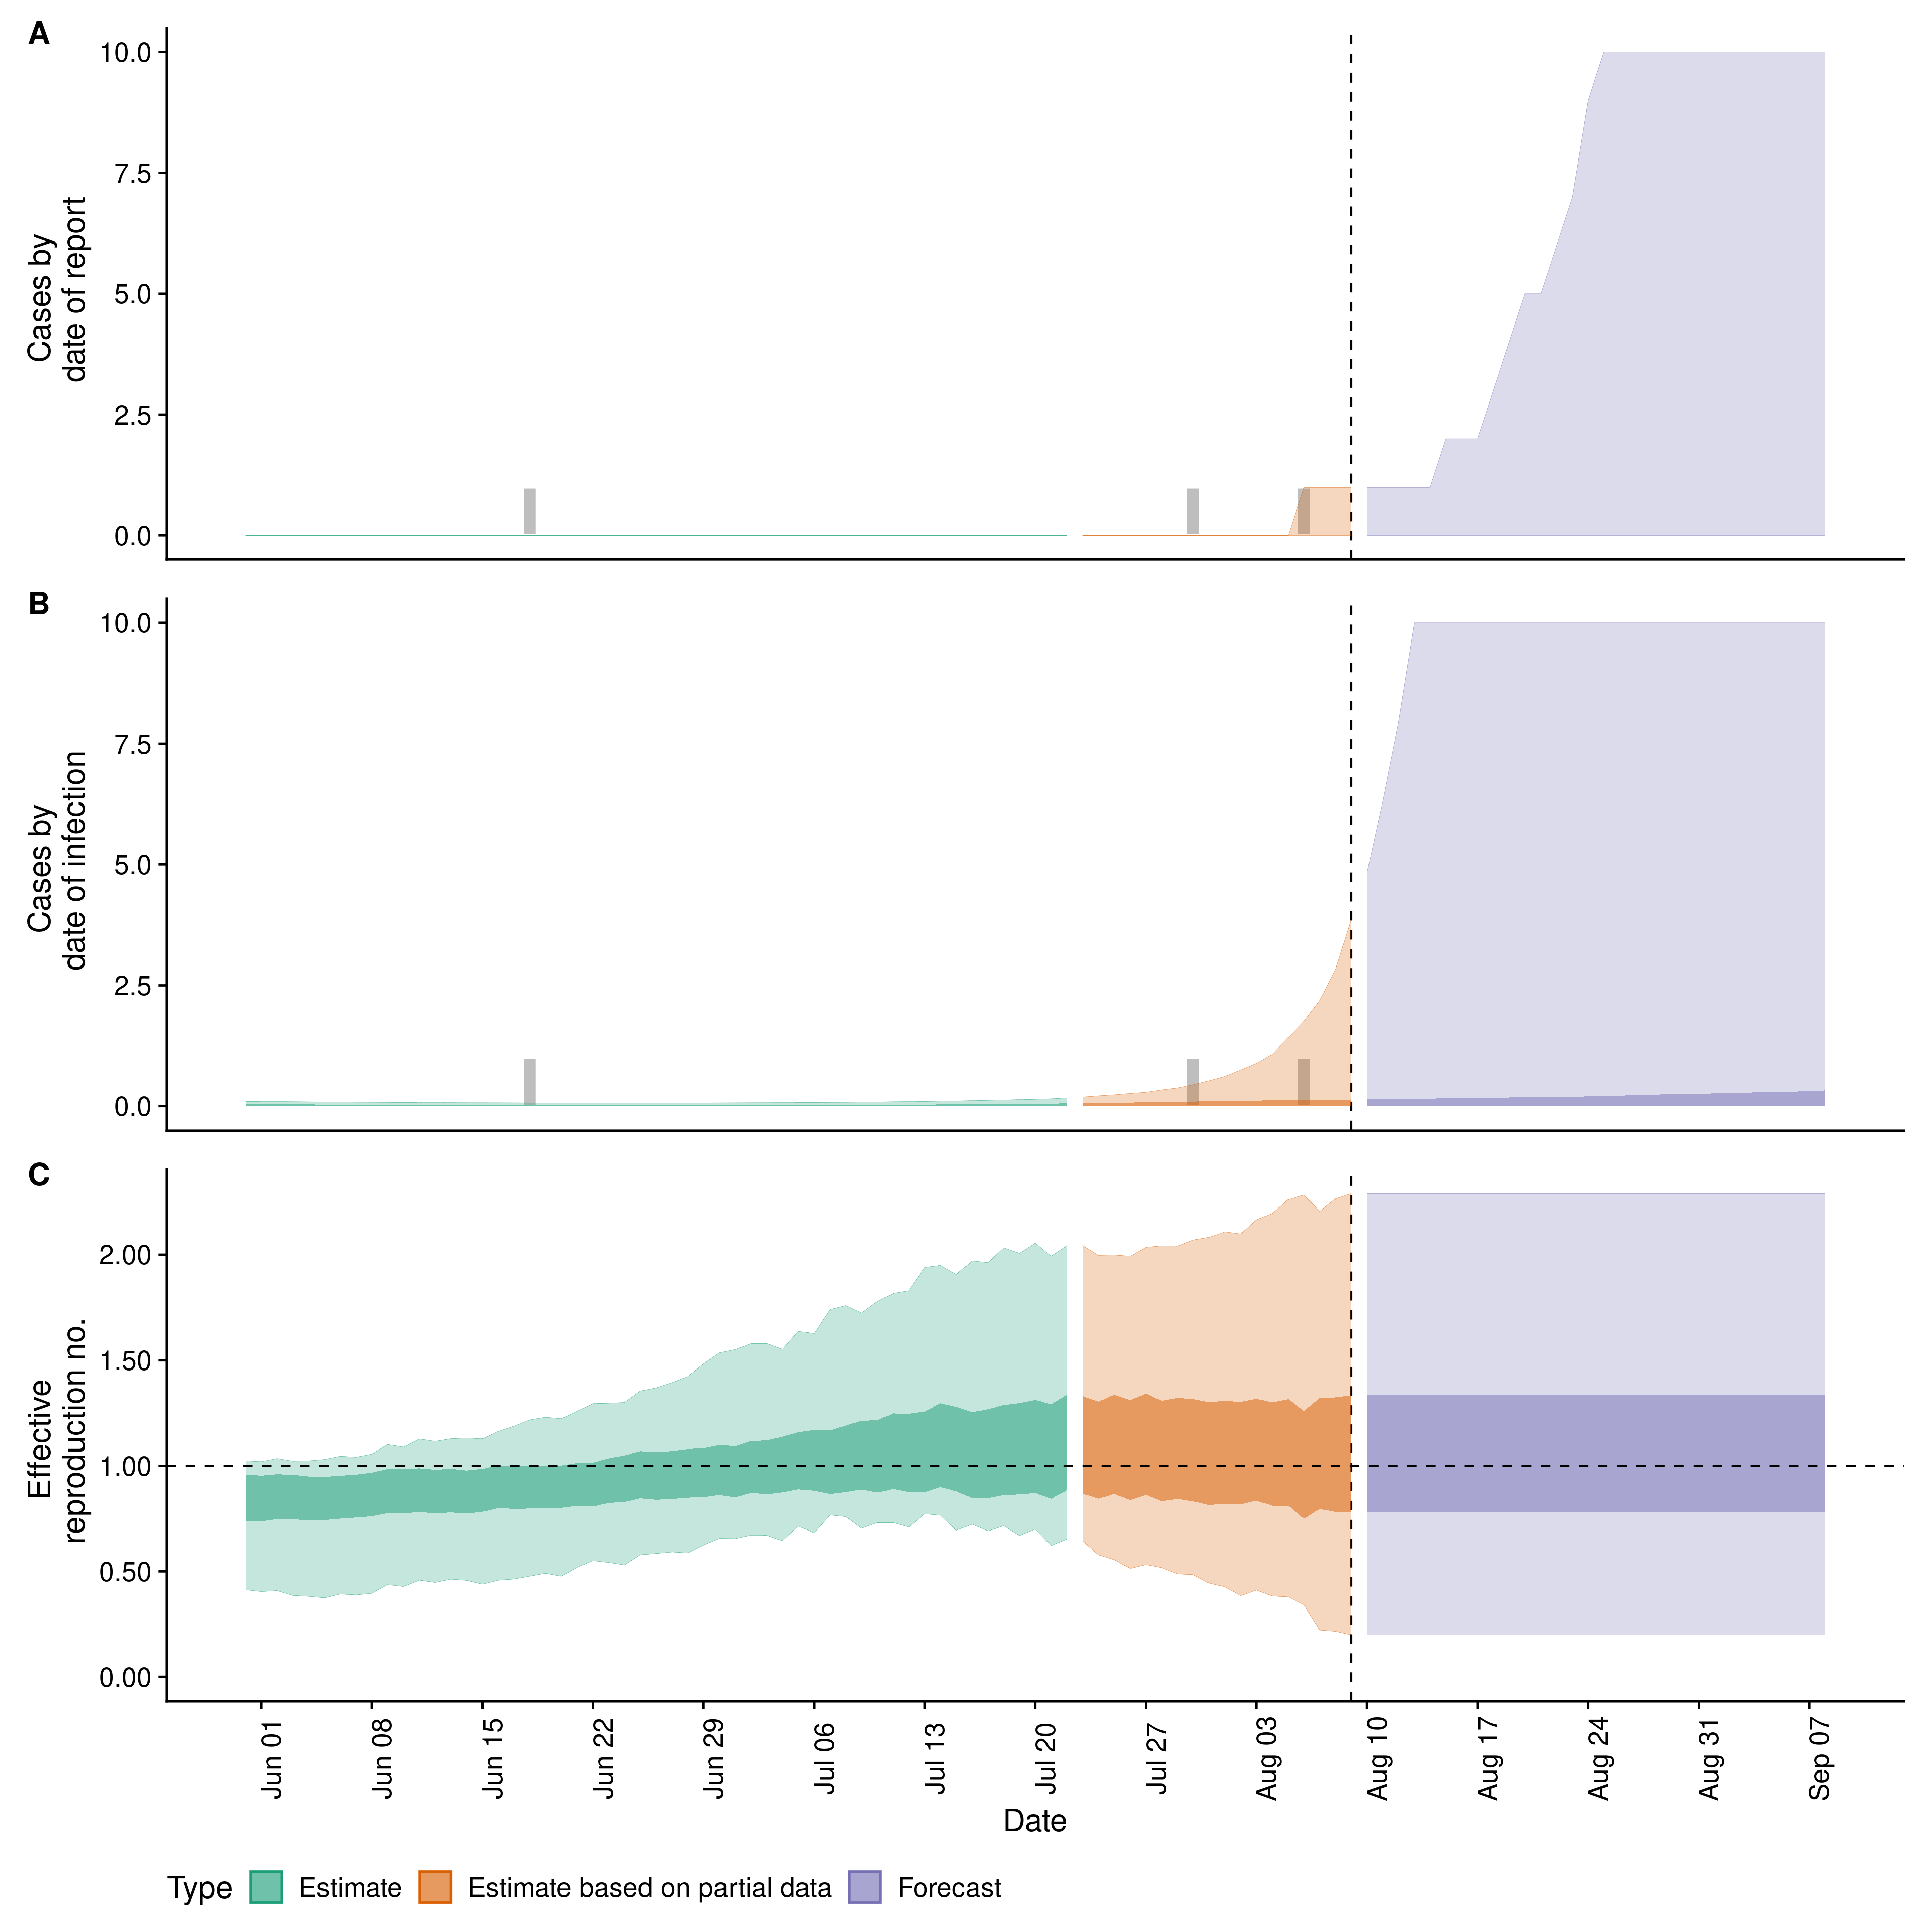 A
10.0
7.5
5.0
2.5
0.0
Cases by
date of report
B
10.0
7.5
5.0
2.5
0.0
Cases by
date of infection
C
2.00
1.50
1.00
0.50
0.00
Effective
reproduction no.
Jun 01
Jun 08
Jun 15
Jun 22
Jun 29
Jul 06
Jul 13
Jul 20
Jul 27
Aug 03
Aug 10
Aug 17
Aug 24
Aug 31
Sep 07
Date
Type Estimate Estimate based on partial data Forecast